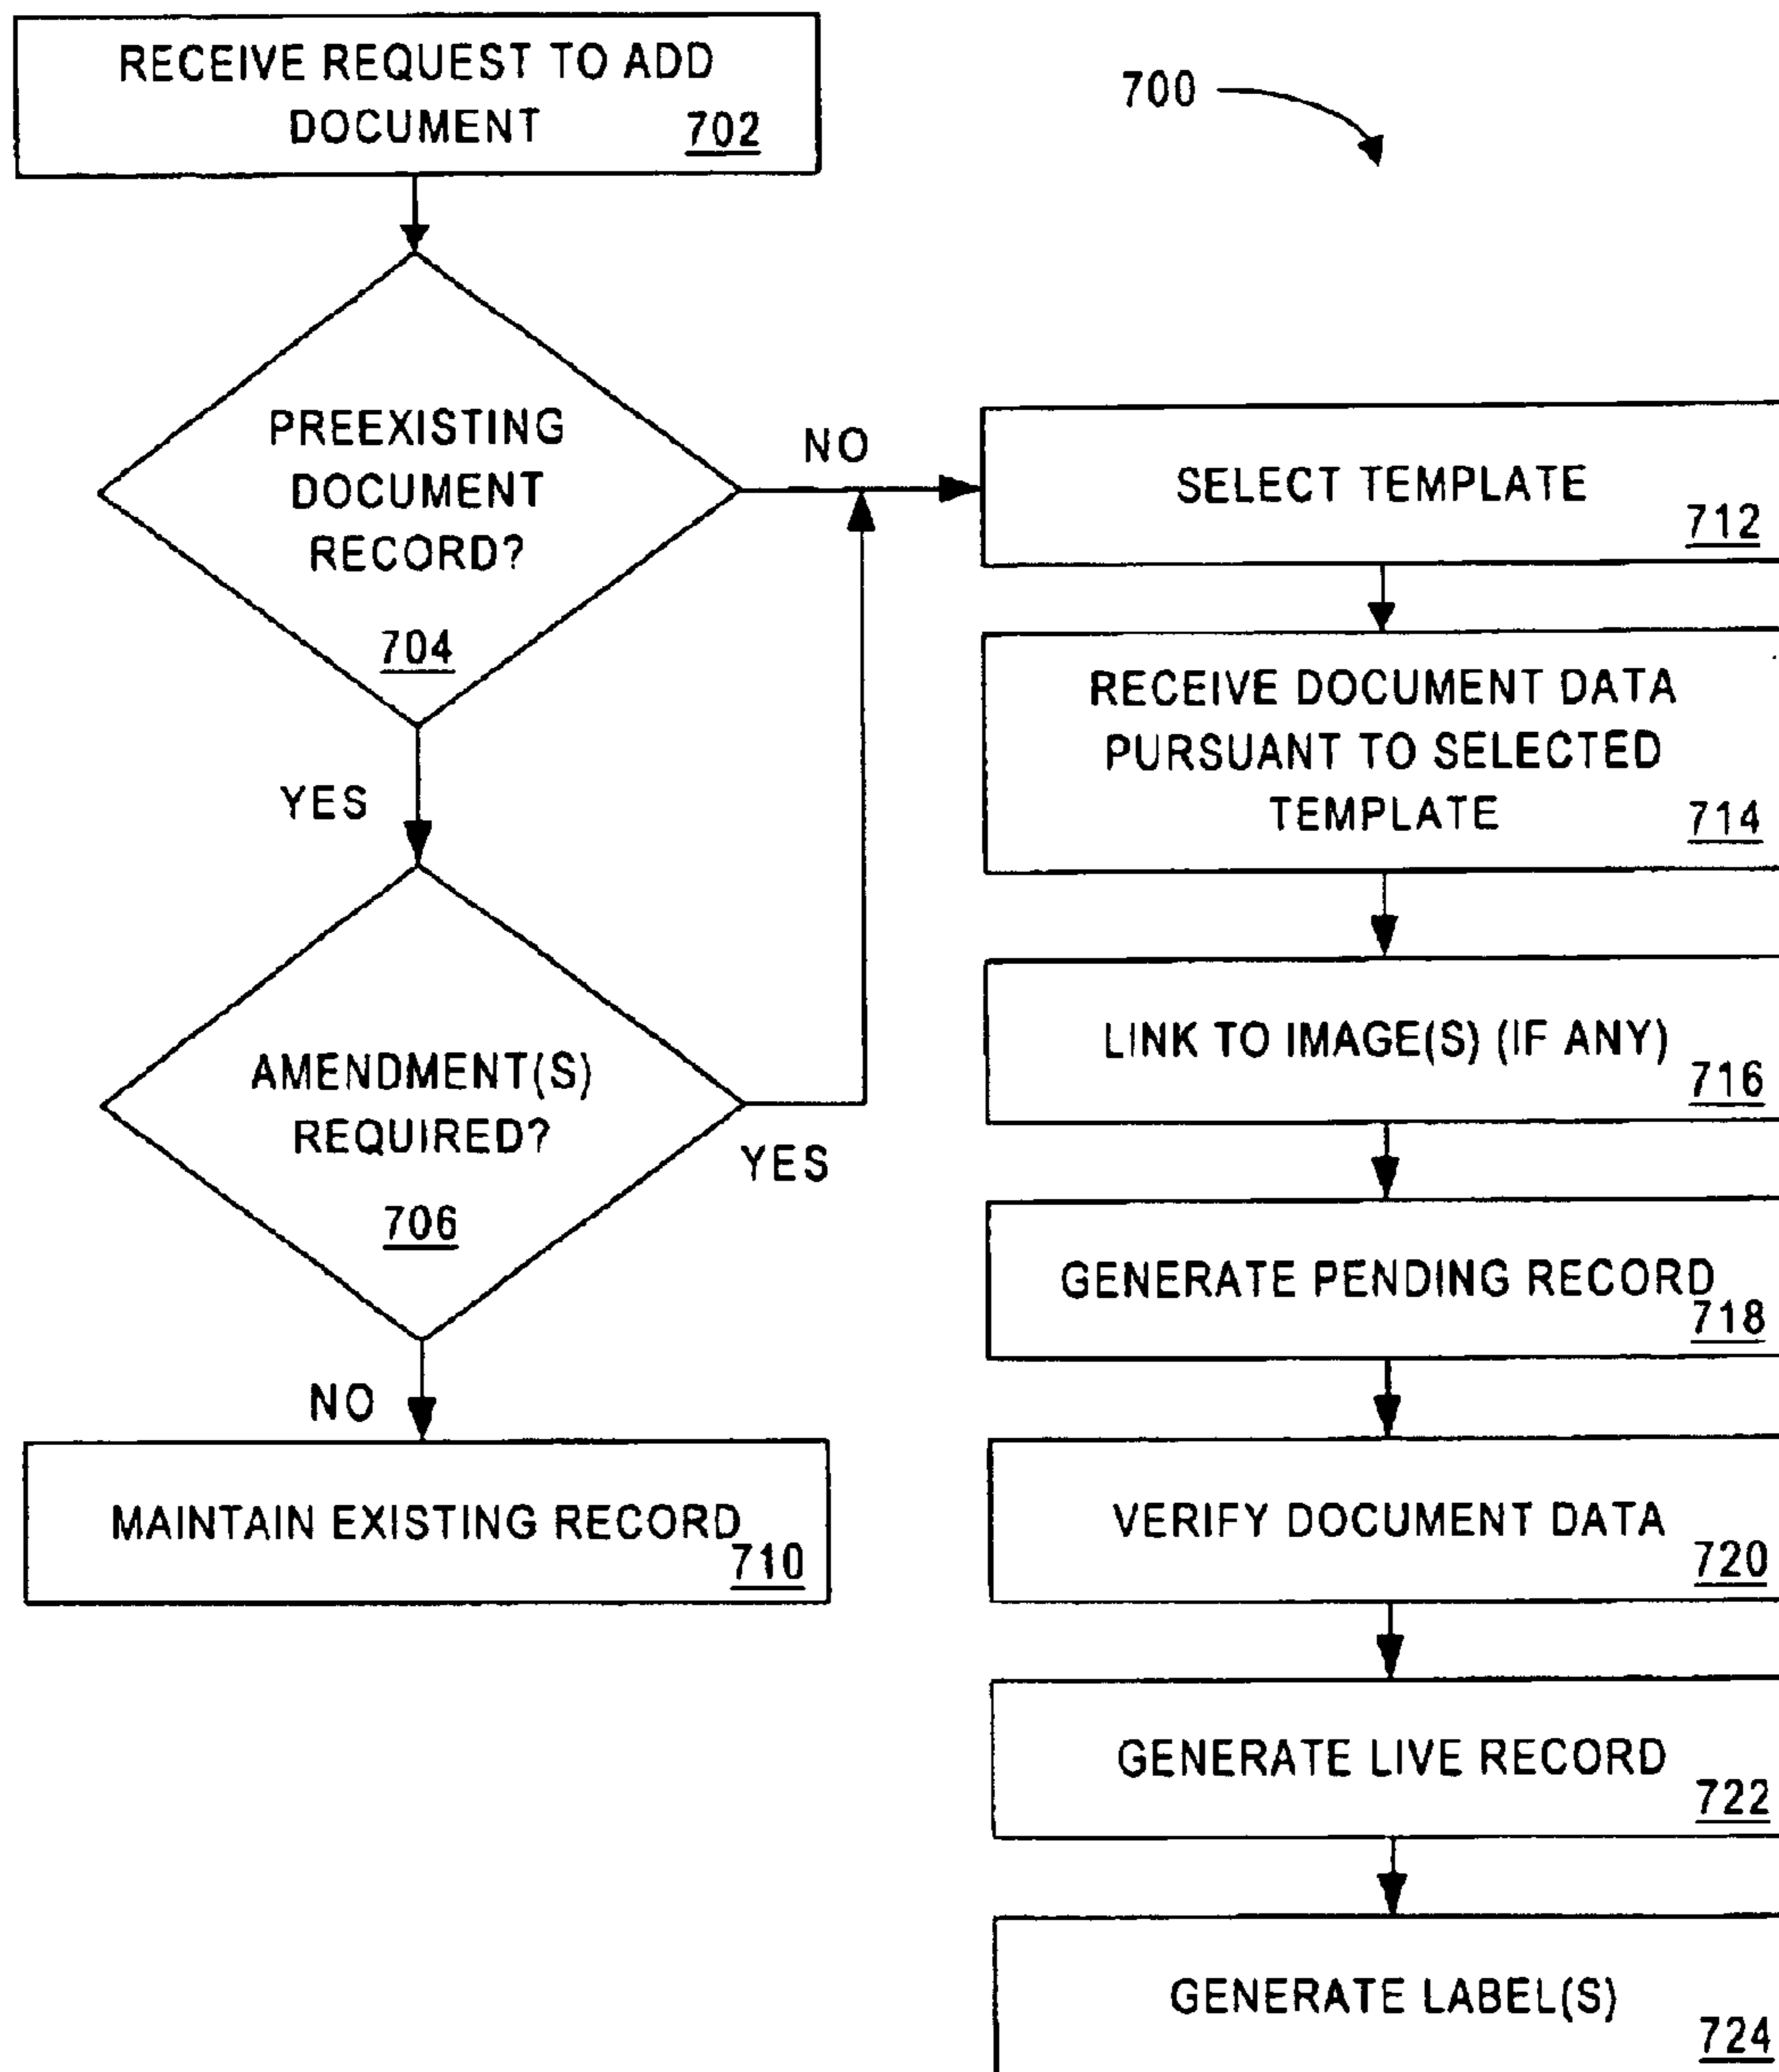 RECEIVE REQUEST TO ADD
DOCUMENT 702
700
PREEXISTING
DOCUMENT
RECORD?
704
NO
YES
AMENDMENT(S)
REQUIRED?
706
YES
NO
MAINTAIN EXISTING RECORD
710
SELECT TEMPLATE
712
RECEIVE DOCUMENT DATA
PURSUANT TO SELECTED
TEMPLATE 714
LINK TO IMAGE(S) (IF ANY)
716
GENERATE PENDING RECORD
718
VERIFY DOCUMENT DATA
720
GENERATE LIVE RECORD
722
GENERATE LABEL(S)
724